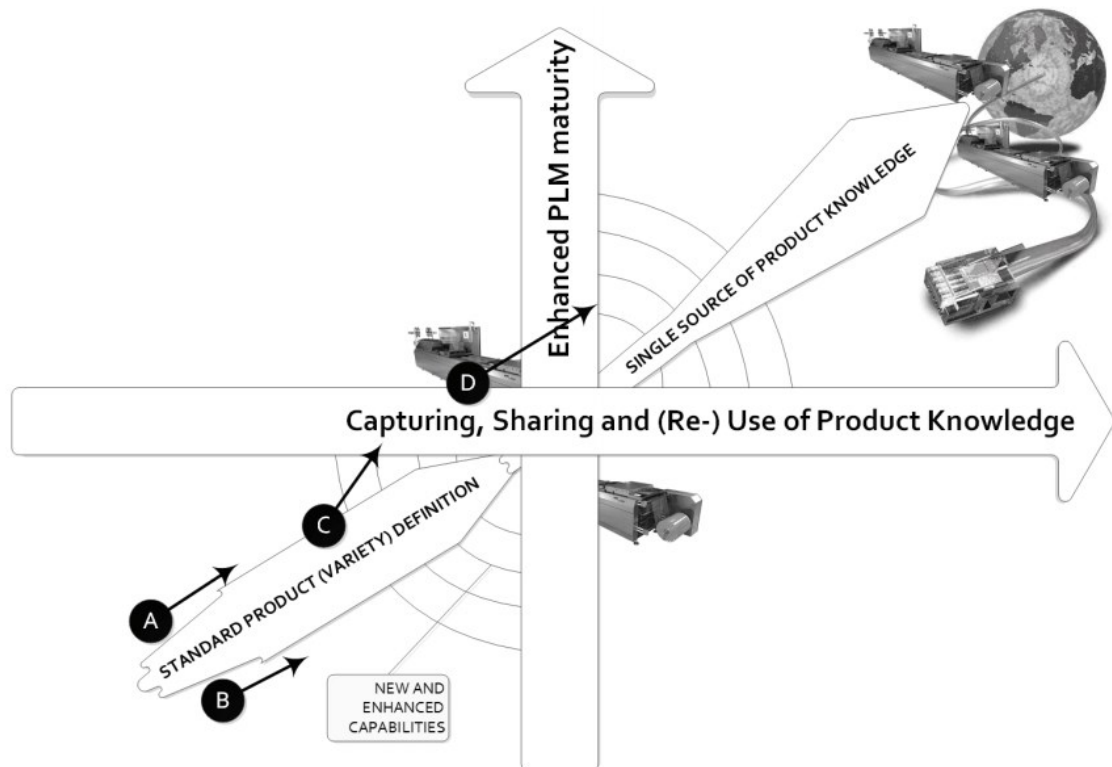 Enhanced PLM maturity
SINGLE SOURCE OF PRODUCT KNOWLEDGE
D
Capturing, Sharing and (Re-) Use of Product Knowledge
C
STANDARD PRODUCT (VARIETY) DEFINITION
A
B
NEW AND
ENHANCED
CAPABILITIES